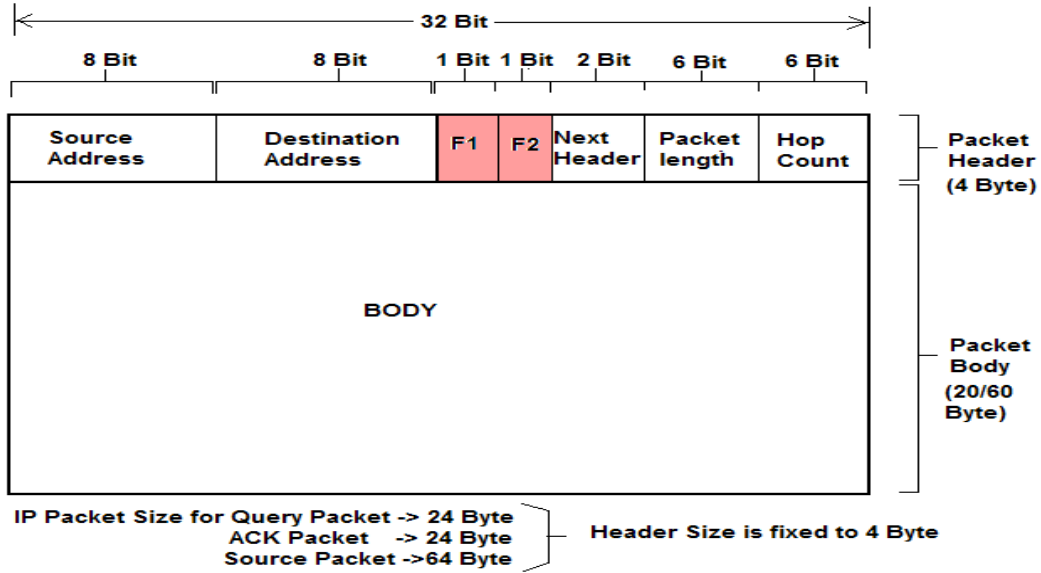 32 Bit
8 Bit 8 Bit 1 Bit 1 Bit 2 Bit 6 Bit 6 Bit
Source Address
Destination Address
F1
F2
Next Header
Packet length
Hop Count
Packet Header
(4 Byte)
BODY
Packet Body
(20/60 Byte)
IP Packet Size for Query Packet -> 24 Byte
ACK Packet -> 24 Byte
Source Packet ->64 Byte
Header Size is fixed to 4 Byte